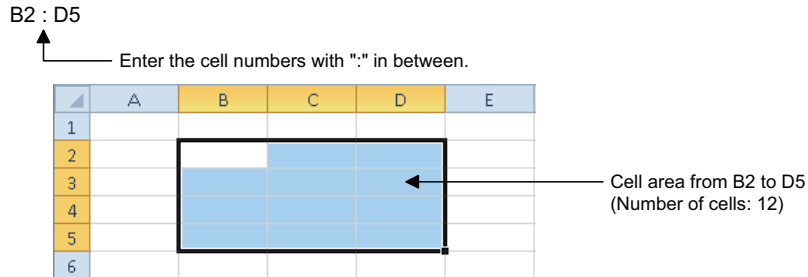 B2 : D5
Enter the cell numbers with ":" in between.
A B C D E
1
2
3
4
5
6
Cell area from B2 to D5
(Number of cells: 12)